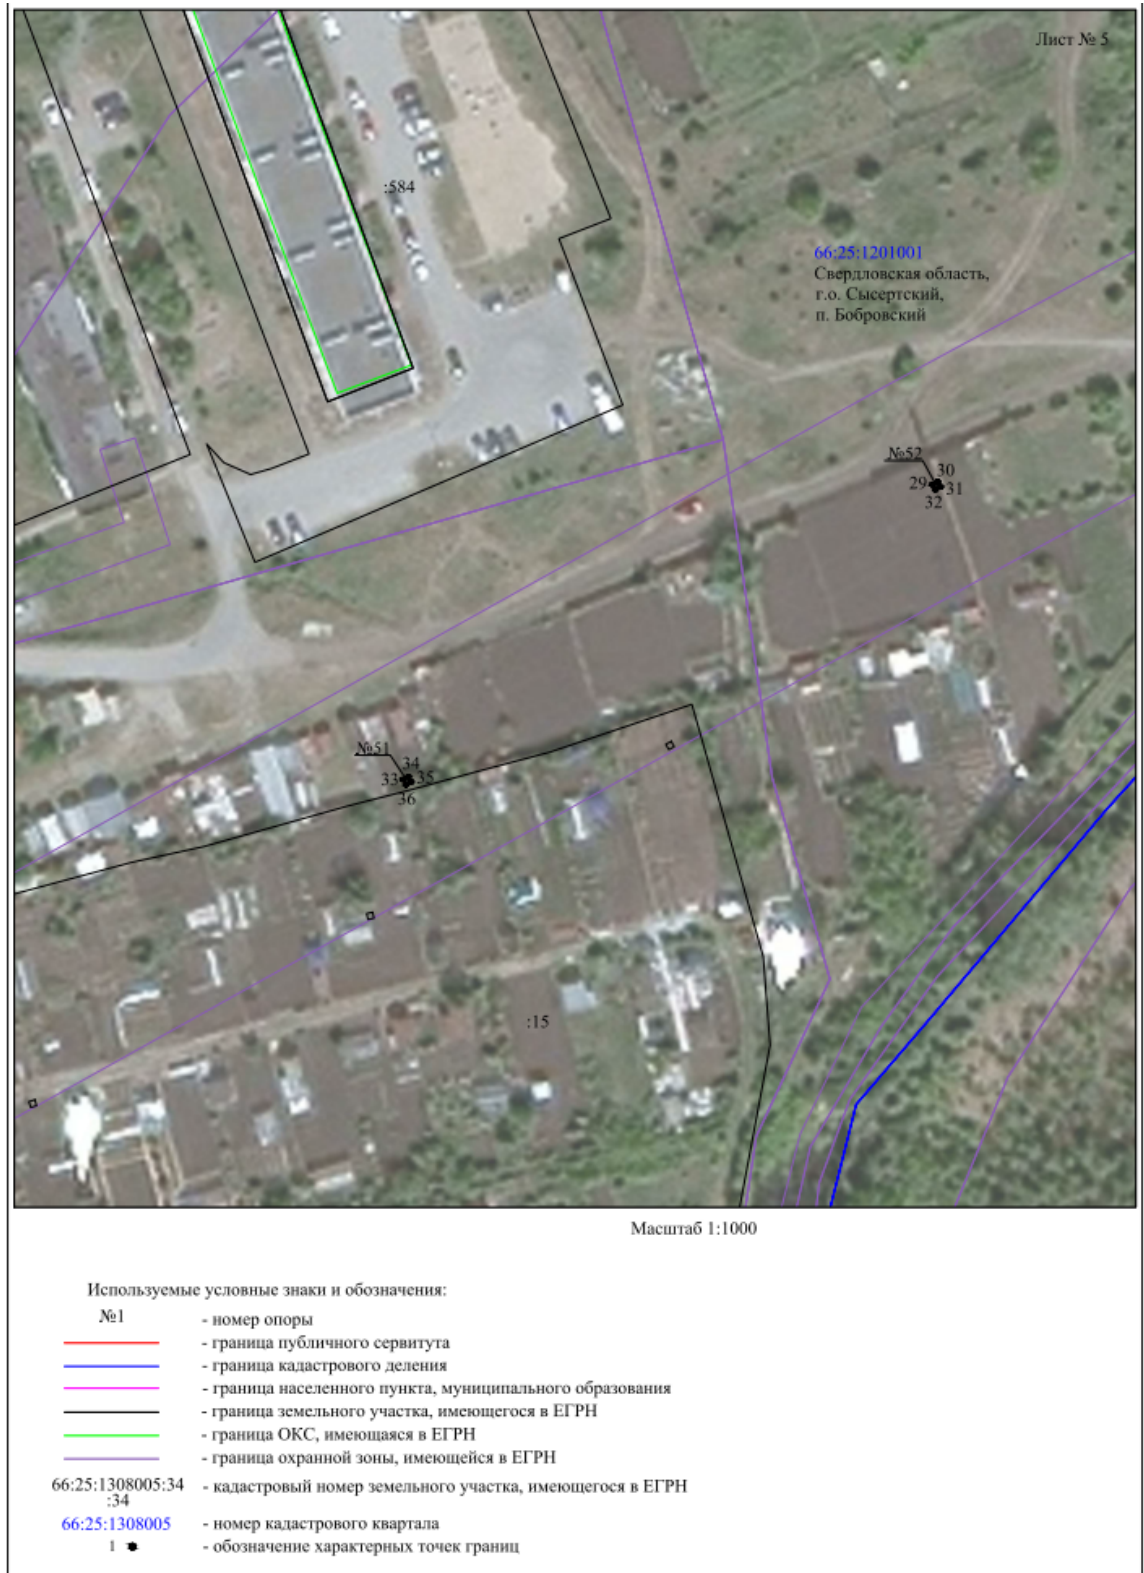 Лист № 5
:584
66:25:1201001
Свердловская область,
г.о. Сысертский,
п. Бобровский
№52
30
29
31
32
№51
34
33
35
36
:15
Масштаб 1:1000
Используемые условные знаки и обозначения:
№1 - номер опоры
- граница публичного сервитута
- граница кадастрового деления
- граница населенного пункта, муниципального образования
- граница земельного участка, имеющегося в ЕГРН
- граница ОКС, имеющаяся в ЕГРН
- граница охранной зоны, имеющейся в ЕГРН
66:25:1308005:34 - кадастровый номер земельного участка, имеющегося в ЕГРН
:34
66:25:1308005 - номер кадастрового квартала
1 - обозначение характерных точек границ